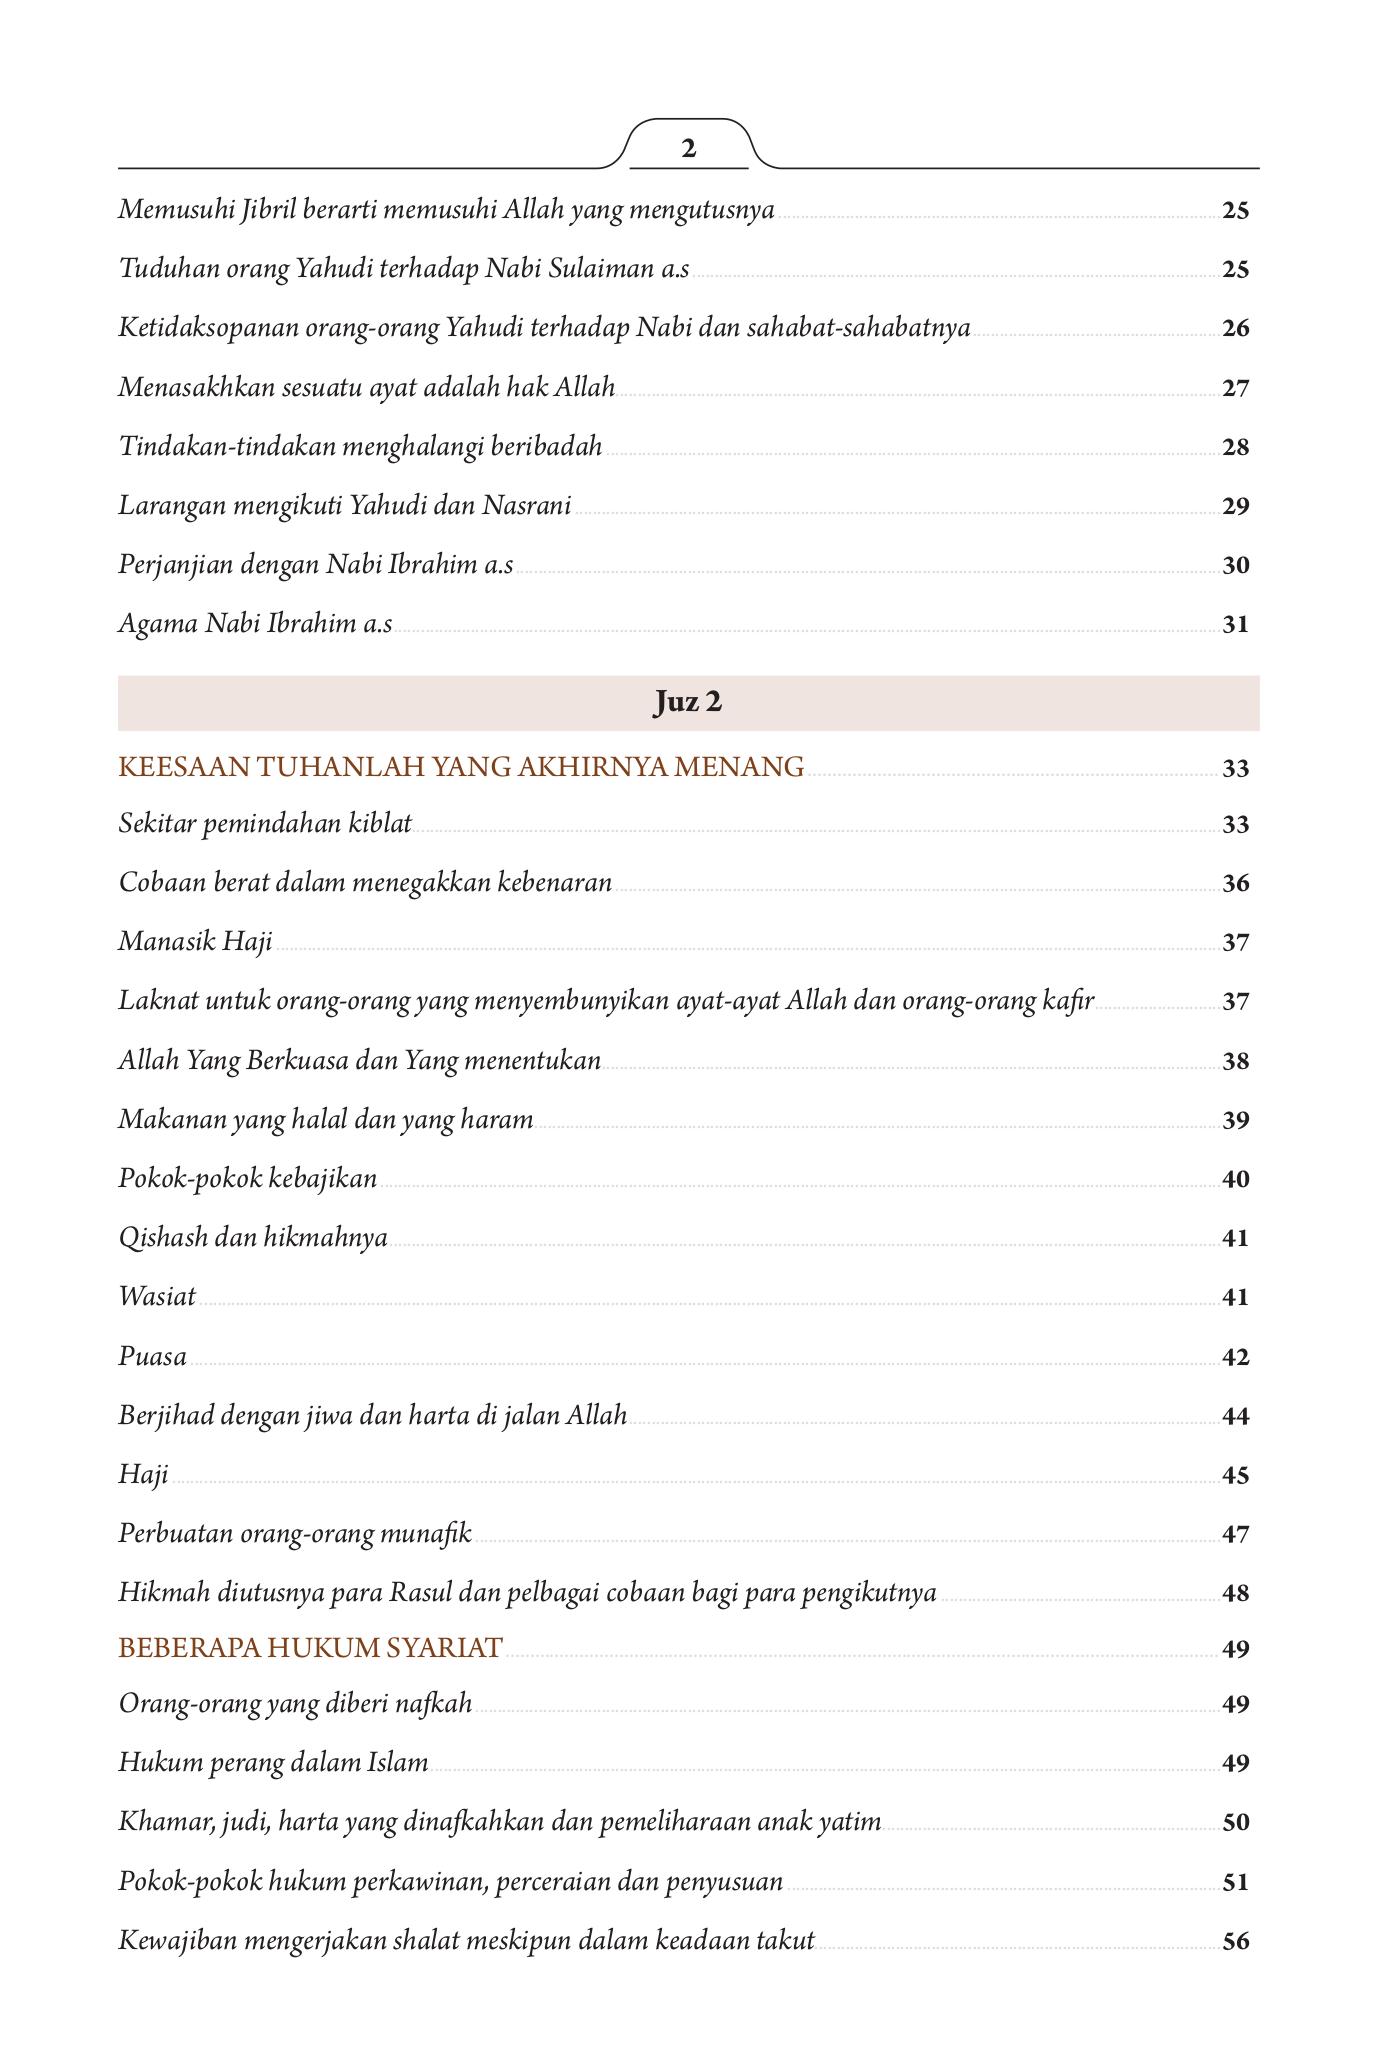 2
Memusuhi Jibril berarti memusuhi Allah yang mengutusnya 25
Tuduhan orang Yahudi terhadap Nabi Sulaiman a.s 25
Ketidaksopanan orang-orang Yahudi terhadap Nabi dan sahabat-sahabatnya 26
Menasakhkan sesuatu ayat adalah hak Allah 27
Tindakan-tindakan menghalangi beribadah 28
Larangan mengikuti Yahudi dan Nasrani 29
Perjanjian dengan Nabi Ibrahim a.s 30
Agama Nabi Ibrahim a.s 31
Juz 2
KEESAAN TUHANLAH YANG AKHIRNYA MENANG 33
Sekitar pemindahan kiblat 33
Cobaan berat dalam menegakkan kebenaran 36
Manasik Haji 37
Laknat untuk orang-orang yang menyembunyikan ayat-ayat Allah dan orang-orang kafir 37
Allah Yang Berkuasa dan Yang menentukan 38
Makanan yang halal dan yang haram 39
Pokok-pokok kebajikan 40
Qishash dan hikmahnya 41
Wasiat 41
Puasa 42
Berjihad dengan jiwa dan harta di jalan Allah 44
Haji 45
Perbuatan orang-orang munafik 47
Hikmah diutusnya para Rasul dan pelbagai cobaan bagi para pengikutnya 48
BEBERAPA HUKUM SYARIAT 49
Orang-orang yang diberi nafkah 49
Hukum perang dalam Islam 49
Khamar, judi, harta yang dinafkahkan dan pemeliharaan anak yatim 50
Pokok-pokok hukum perkawinan, perceraian dan penyusuan 51
Kewajiban mengerjakan shalat meskipun dalam keadaan takut 56